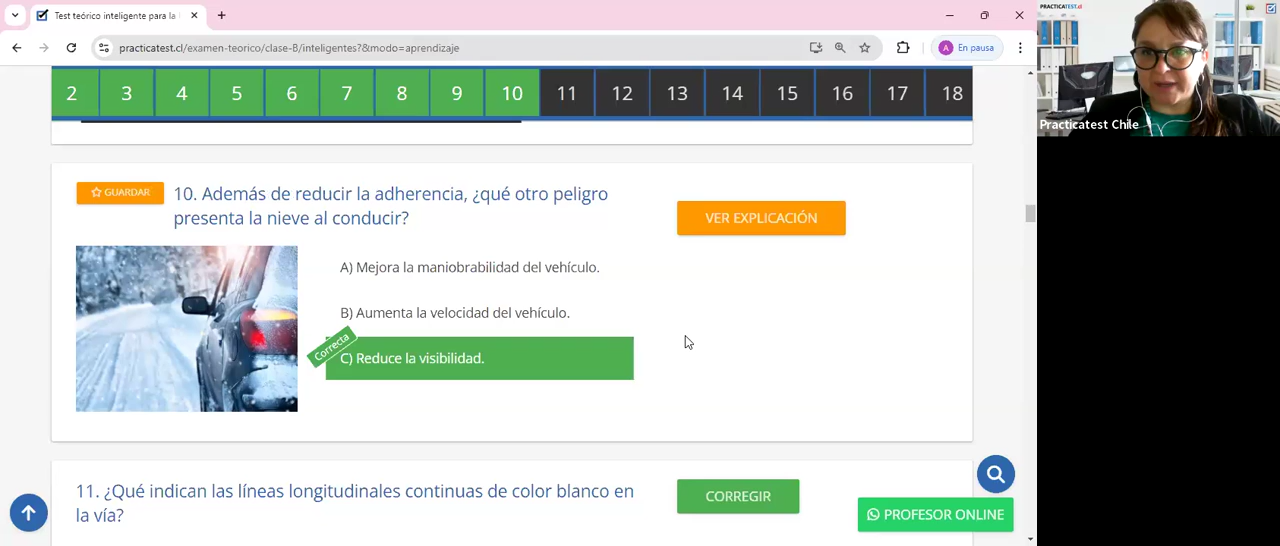 Test teórico inteligente para la
practicatest.cl/examen-teorico/clase-B/inteligentes?&modo=aprendizaje
A
En pausa
2 3 4 5 6 7 8 9 10 11 12 13 14 15 16 17 18
GUARDAR
10. Además de reducir la adherencia, ¿qué otro peligro
presenta la nieve al conducir?
VER EXPLICACIÓN
A) Mejora la maniobrabilidad del vehículo.
B) Aumenta la velocidad del vehículo.
Correcta
C) Reduce la visibilidad.
11. ¿Qué indican las líneas longitudinales continuas de color blanco en
la vía?
CORREGIR
PROFESOR ONLINE
PRACTICATEST.cl
Practicatest Chile